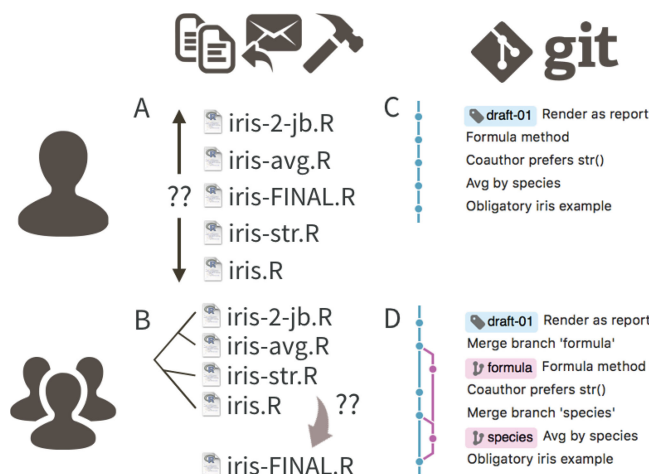 git
A
iris-2-jb.R
iris-avg.R
??
iris-FINAL.R
iris-str.R
iris.R
C
draft-01 Render as report
Formula method
Coauthor prefers str()
Avg by species
Obligatory iris example
B
iris-2-jb.R
iris-avg.R
iris-str.R
iris.R
??
iris-FINAL.R
D
draft-01 Render as report
Merge branch 'formula'
formula Formula method
Coauthor prefers str()
Merge branch 'species'
species Avg by species
Obligatory iris example